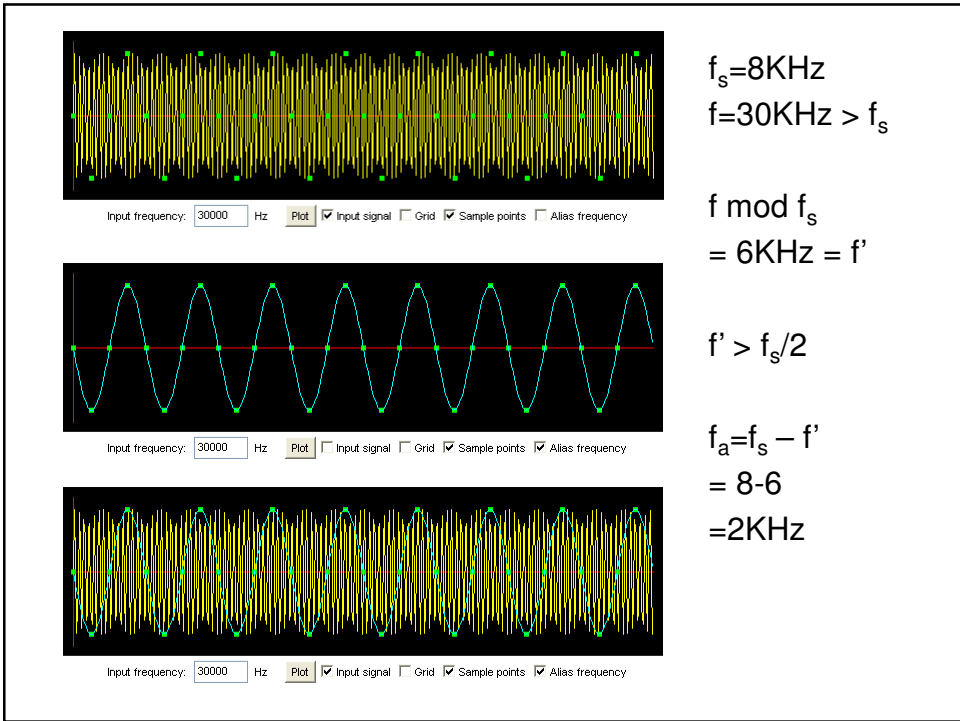 fs=8KHz
f=30KHz > fs
f mod fs
= 6KHz = f’
f’ > fs/2
fa=fs – f’
= 8-6
=2KHz
Input frequency: 30000 Hz Plot Input signal Grid Sample points Alias frequency
Input frequency: 30000 Hz Plot Input signal Grid Sample points Alias frequency
Input frequency: 30000 Hz Plot Input signal Grid Sample points Alias frequency